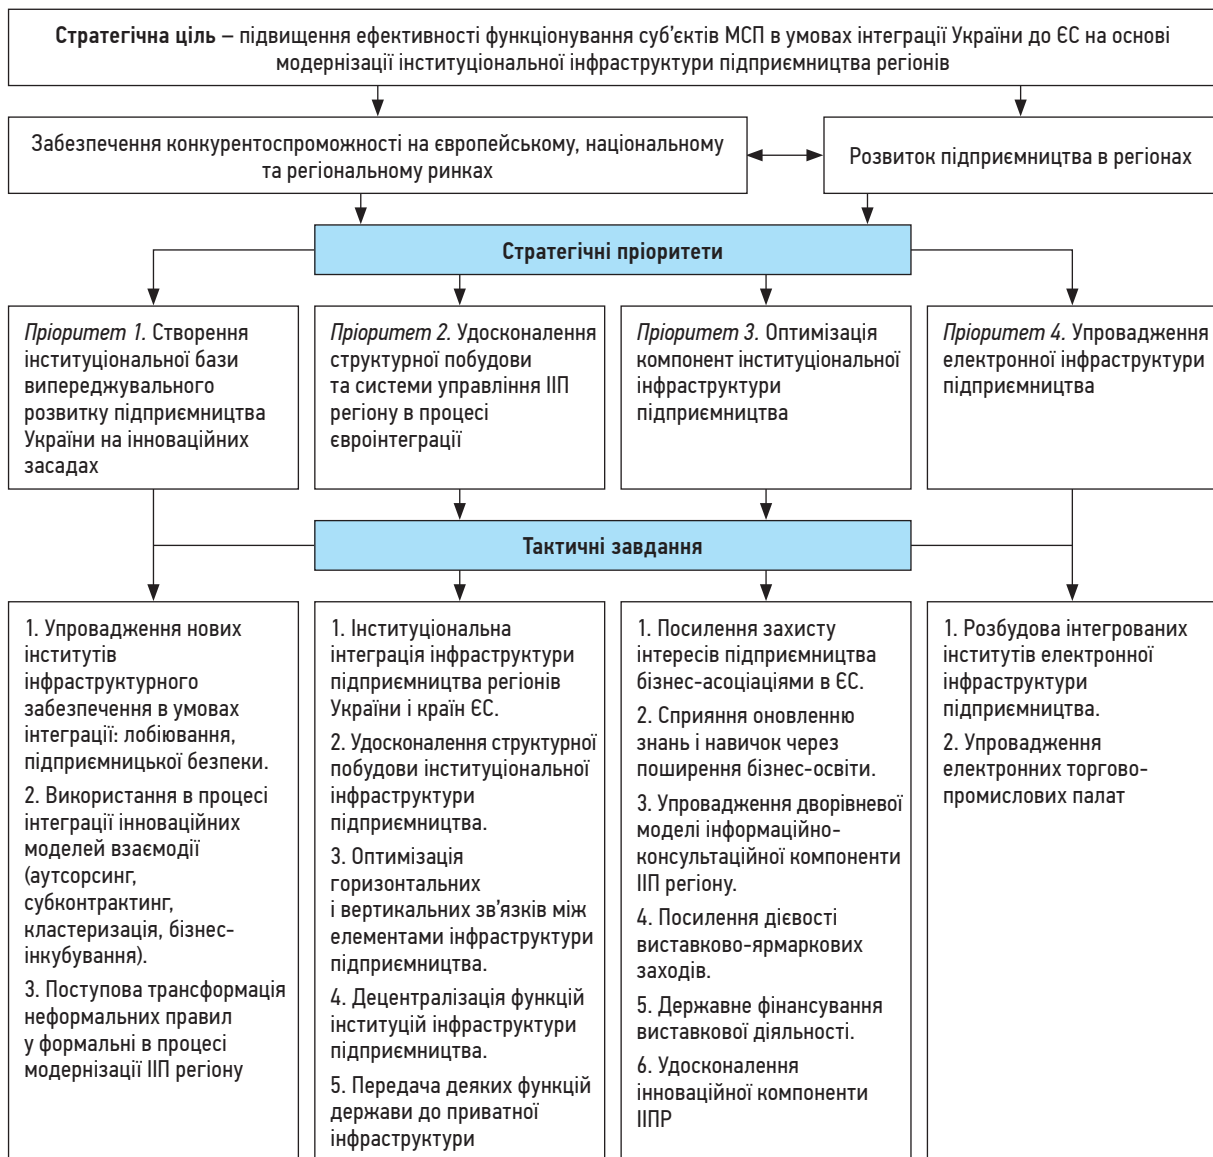 Стратегічна ціль – підвищення ефективності функціонування суб’єктів МСП в умовах інтеграції України до ЄС на основі
модернізації інституціональної інфраструктури підприємництва регіонів
Забезпечення конкурентоспроможності на європейському, національному
та регіональному ринках
Розвиток підприємництва в регіонах
Стратегічні пріоритети
Пріоритет 1. Створення
інституціональної бази
випереджувального
розвитку підприємництва
України на інноваційних
засадах
Пріоритет 2. Удосконалення
структурної побудови
та системи управління ІІП
регіону в процесі
євроінтеграції
Пріоритет 3. Оптимізація
компонент інституціональної
інфраструктури
підприємництва
Пріоритет 4. Упровадження
електронної інфраструктури
підприємництва
Тактичні завдання
1. Упровадження нових
інститутів
інфраструктурного
забезпечення в умовах
інтеграції: лобіювання,
підприємницької безпеки.
2. Використання в процесі
інтеграції інноваційних
моделей взаємодії
(аутсорсинг,
субконтрактинг,
кластеризація, бізнес-
інкубування).
3. Поступова трансформація
неформальних правил
у формальні в процесі
модернізації ІІП регіону
1. Інституціональна
інтеграція інфраструктури
підприємництва регіонів
України і країн ЄС.
2. Удосконалення структурної
побудови інституціональної
інфраструктури
підприємництва.
3. Оптимізація
горизонтальних
і вертикальних зв’язків між
елементами інфраструктури
підприємництва.
4. Децентралізація функцій
інституцій інфраструктури
підприємництва.
5. Передача деяких функцій
держави до приватної
інфраструктури
1. Посилення захисту
інтересів підприємництва
бізнес-асоціаціями в ЄС.
2. Сприяння оновленню
знань і навичок через
поширення бізнес-освіти.
3. Упровадження дворівневої
моделі інформаційно-
консультаційної компоненти
ІІП регіону.
4. Посилення дієвості
виставково-ярмаркових
заходів.
5. Державне фінансування
виставкової діяльності.
6. Удосконалення
інноваційної компоненти
ІІПР
1. Розбудова інтегрованих
інститутів електронної
інфраструктури
підприємництва.
2. Упровадження
електронних торгово-
промислових палат